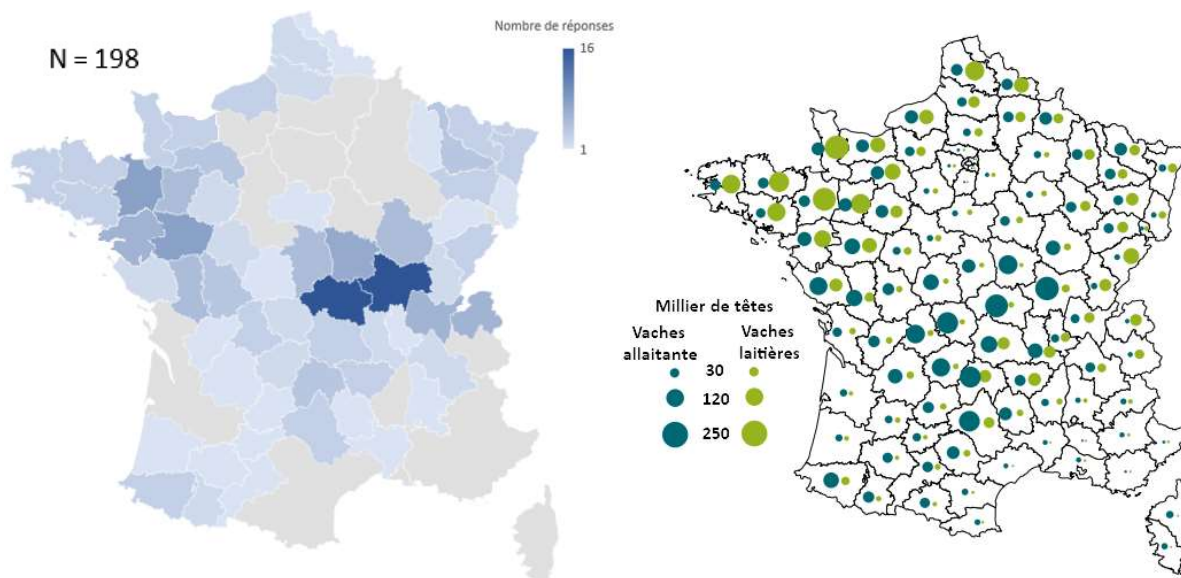 N = 198
Nombre de réponses
16
1
Millier de têtes
Vaches allaitante
Vaches laitières
30
120
250